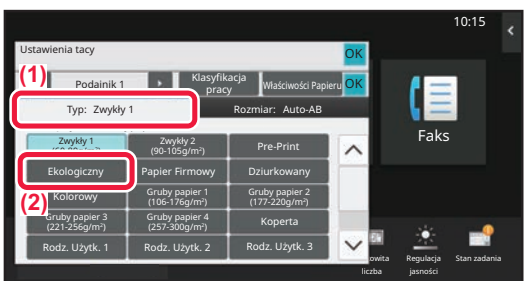 10:15
Ustawienia tacy
OK
(1)
Podajnik 1
Klasyfikacja
pracy
Właściwości Papieru
OK
Typ: Zwykły 1
Rozmiar: Auto-AB
Zwykły 1
Zwykły 2
(90-105g/m²)
Pre-Print
Faks
Ekologiczny
Papier Firmowy
Dziurkowany
(2)
Kolorowy
Gruby papier 1
(106-176g/m²)
Gruby papier 2
(177-220g/m²)
Gruby papier 3
(221-256g/m²)
Gruby papier 4
(257-300g/m²)
Koperta
Rodz. Użytk. 1
Rodz. Użytk. 2
Rodz. Użytk. 3
liczba
Regulacja
jasności
Stan zadania